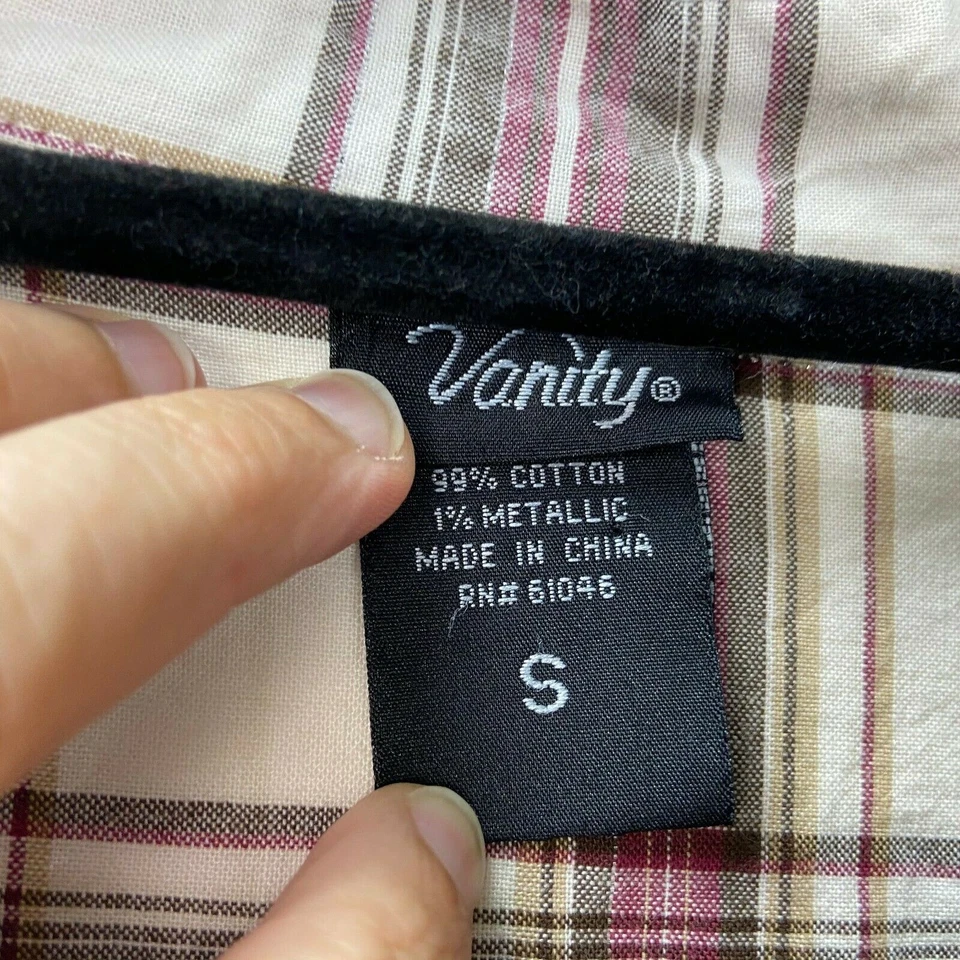 Vanity®
99% COTTON
1% METALLIC
MADE IN CHINA
RN# 61046
S